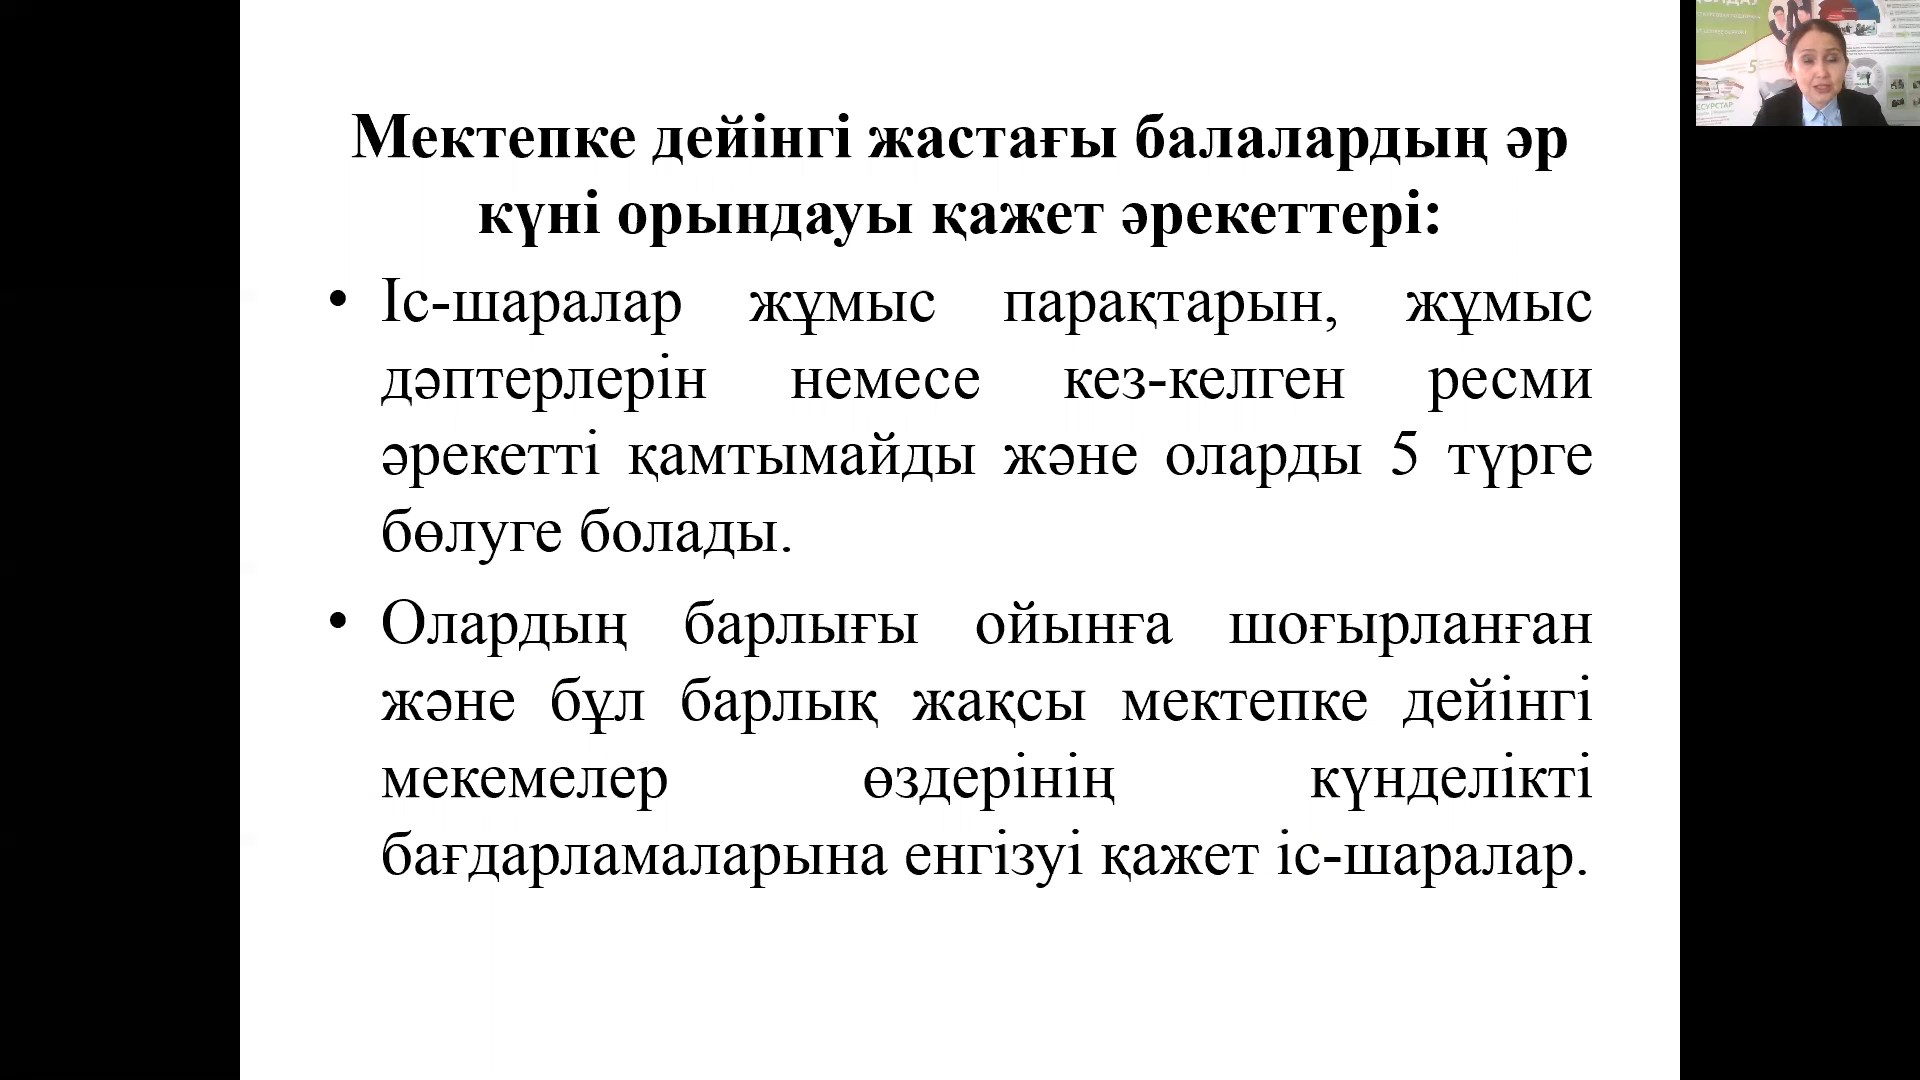 Мектепке дейінгі жастағы балалардың әр
күні орындауы қажет әрекеттері:
• Іс-шаралар жұмыс парақтарын, жұмыс
дәптерлерін немесе кез-келген ресми
әрекетті қамтымайды және оларды 5 түрге
бөлуге болады.
• Олардың барлығы ойынға шоғырланған
және бұл барлық жақсы мектепке дейінгі
мекемелер өздерінің күнделікті
бағдарламаларына енгізуі қажет іс-шаралар.
5